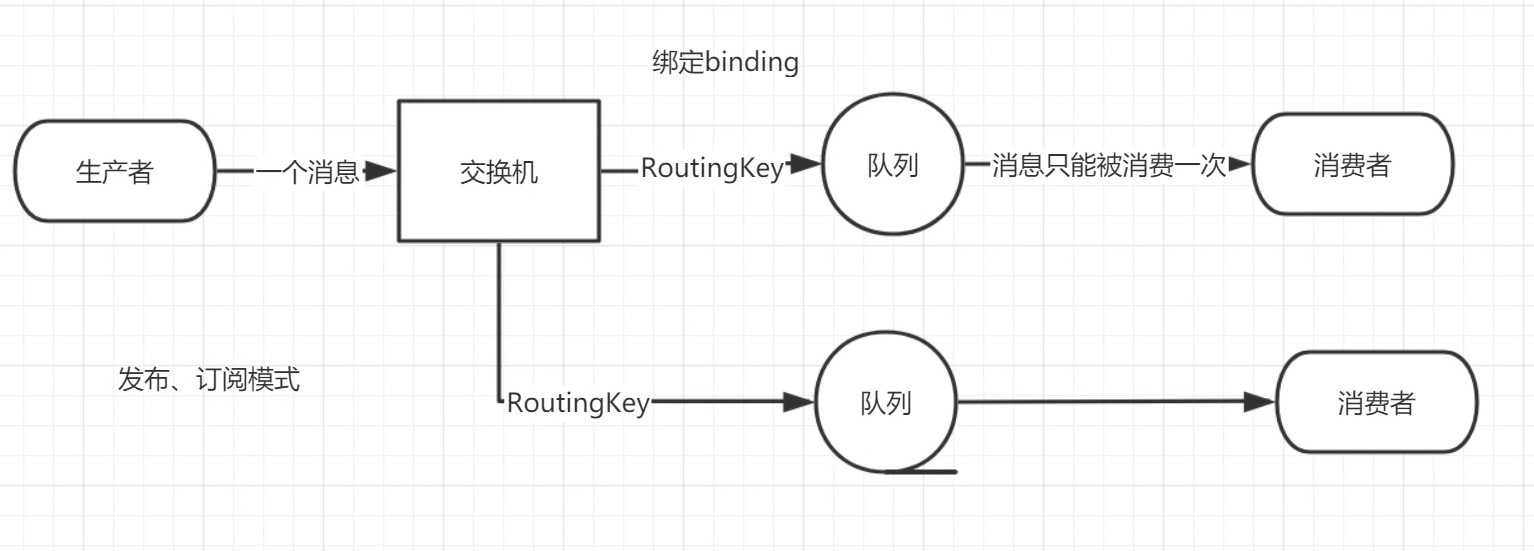 绑定binding
生产者
一个消息
交换机
RoutingKey
队列
消息只能被消费一次
消费者
发布、订阅模式
RoutingKey
队列
消费者